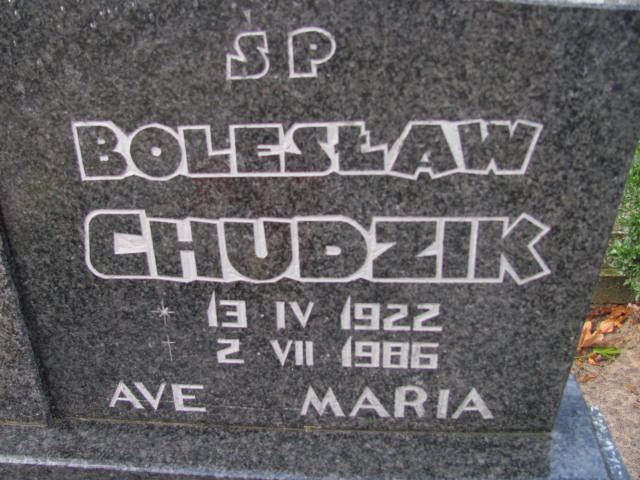 SP
BOLESŁAW
CHUDZIK
* 13 IV 1922
† 2 VII 1986
AVE MARIA